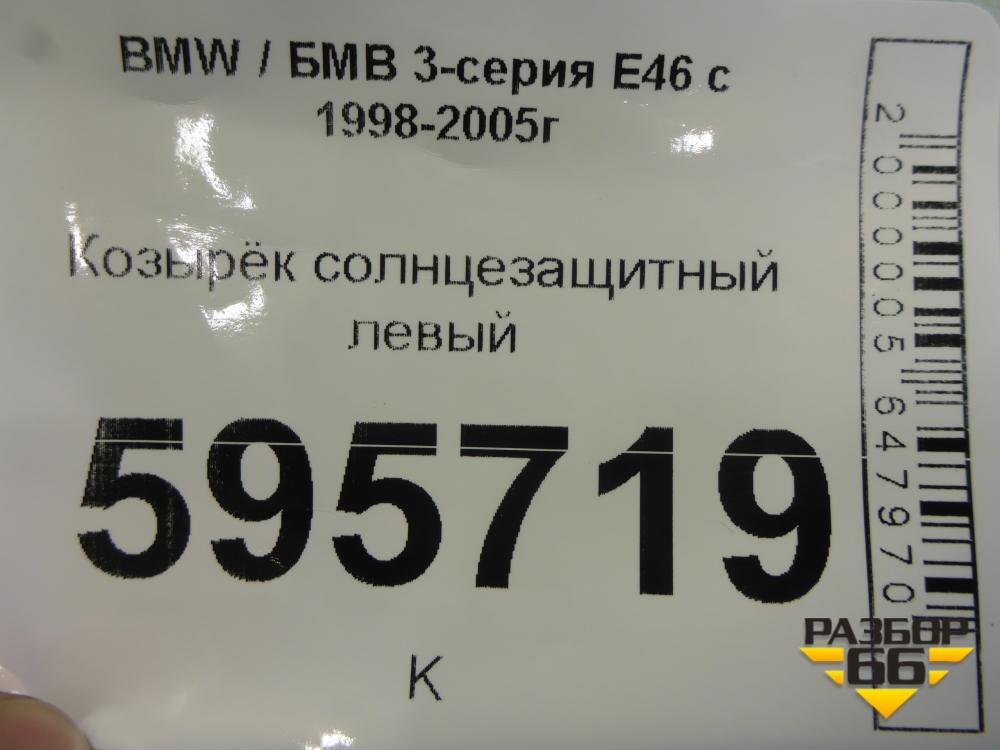 BMW / БМВ 3-серия E46 с
1998-2005г
Козырёк солнцезащитный
левый
595719
К
2000005647970
РАЗБОР
66